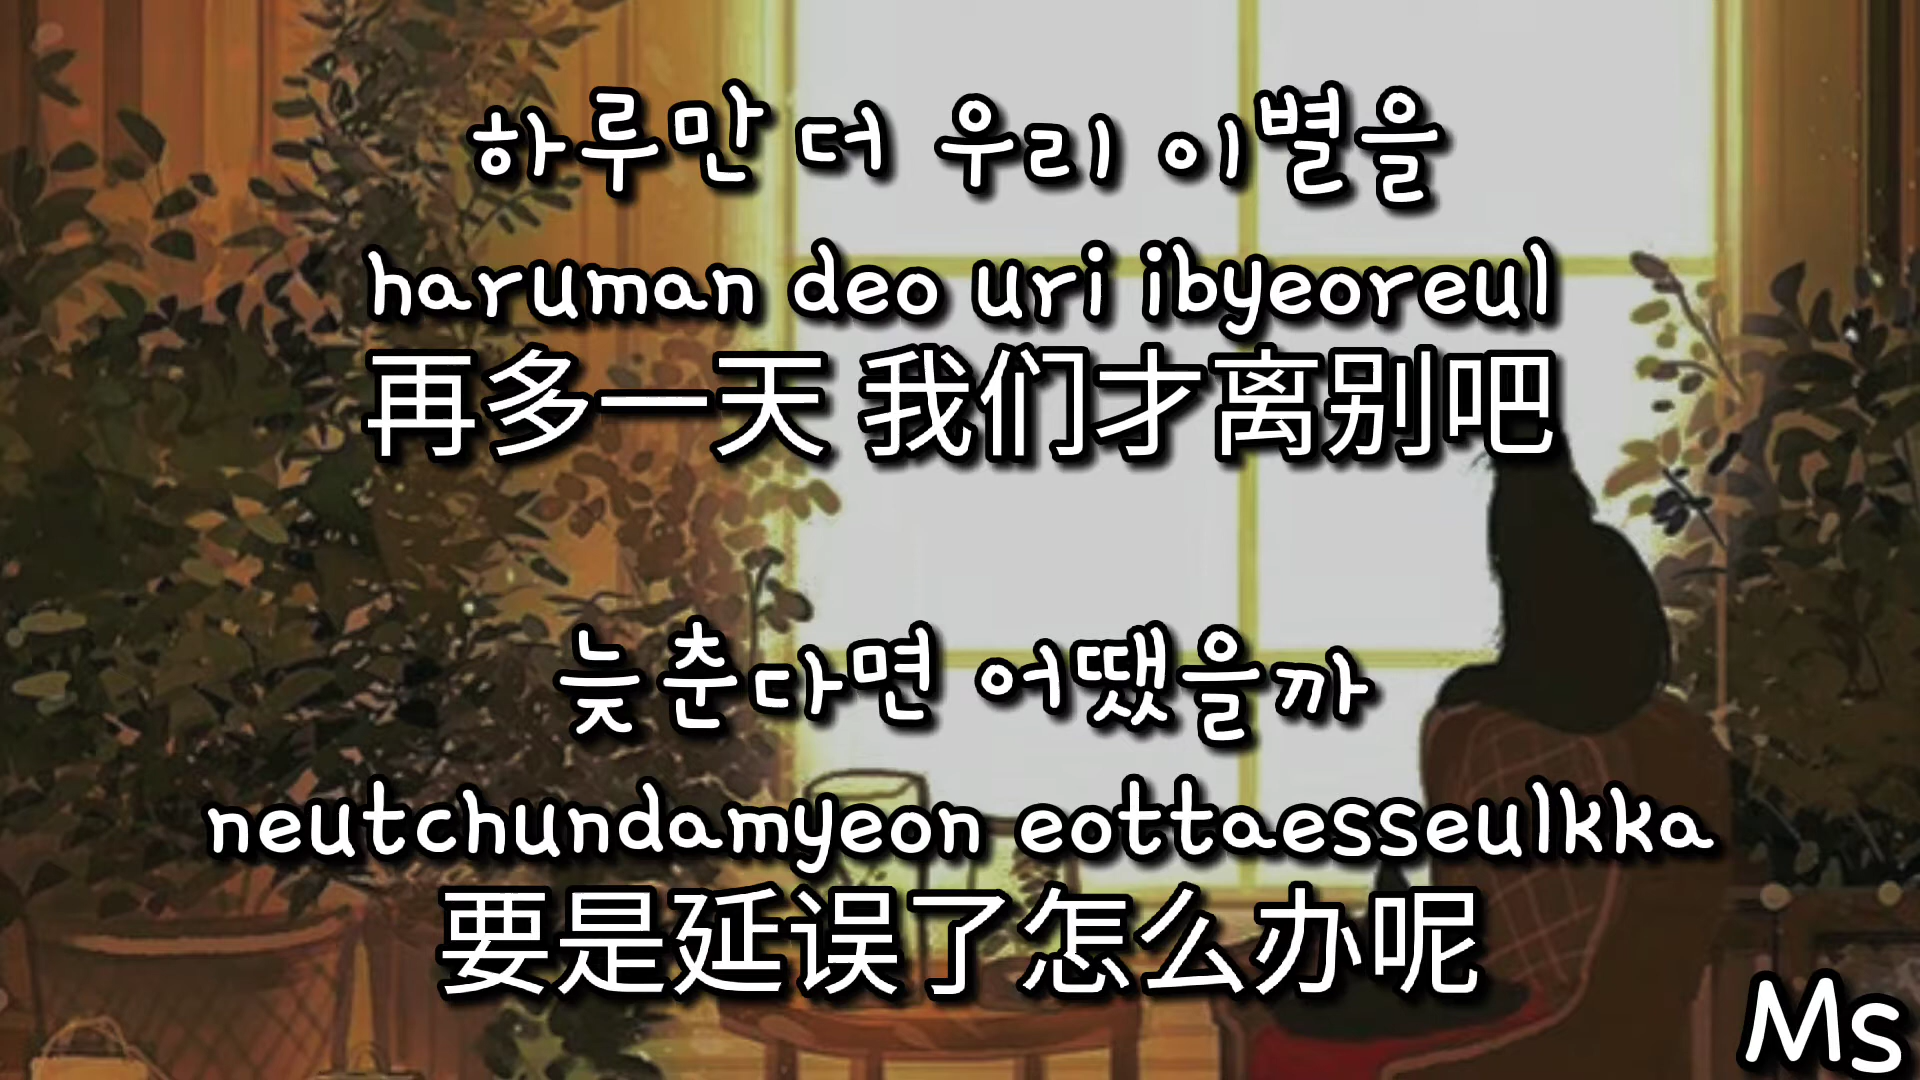 하루만 더 우리 이별을
haruman deo uri ibyeoreul
再多一天 我们才离别吧
늦춘다면 어땠을까
neutchundamyeon eottaesseulkka
要是延误了怎么办呢
Ms